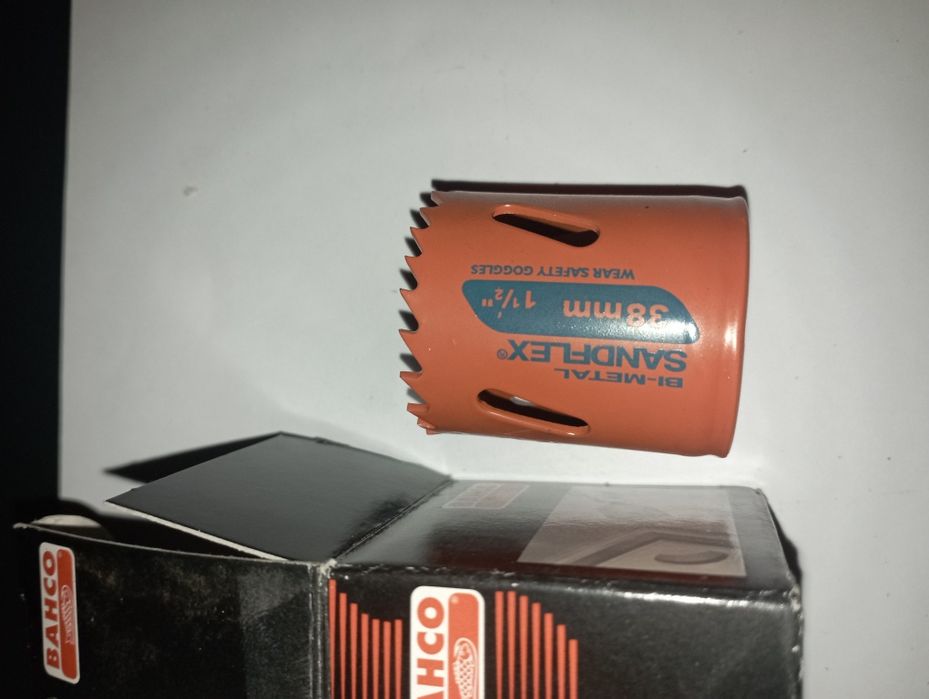 BI-METAL
SANDFLEX®
38mm 1½"
WEAR SAFETY GOGGLES
BAHCO
BAHCO